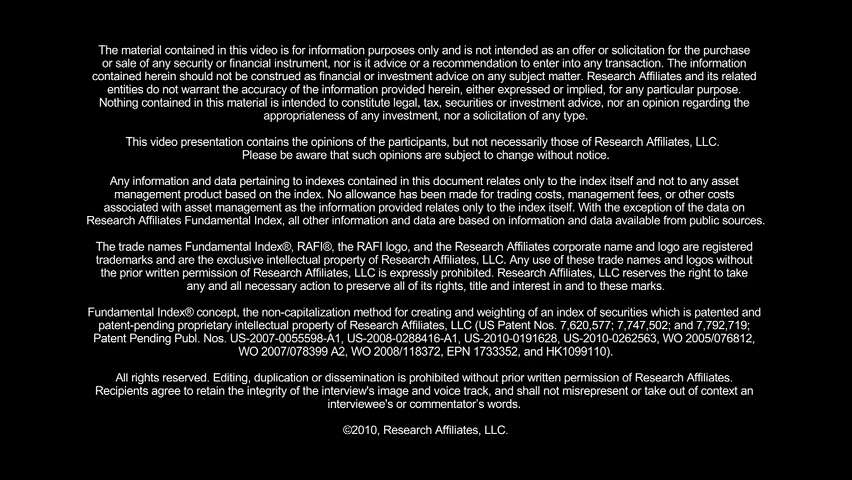 The material contained in this video is for information purposes only and is not intended as an offer or solicitation for the purchase
or sale of any security or financial instrument, nor is it advice or a recommendation to enter into any transaction. The information
contained herein should not be construed as financial or investment advice on any subject matter. Research Affiliates and its related
entities do not warrant the accuracy of the information provided herein, either expressed or implied, for any particular purpose.
Nothing contained in this material is intended to constitute legal, tax, securities or investment advice, nor an opinion regarding the
appropriateness of any investment, nor a solicitation of any type.
This video presentation contains the opinions of the participants, but not necessarily those of Research Affiliates, LLC.
Please be aware that such opinions are subject to change without notice.
Any information and data pertaining to indexes contained in this document relates only to the index itself and not to any asset
management product based on the index. No allowance has been made for trading costs, management fees, or other costs
associated with asset management as the information provided relates only to the index itself. With the exception of the data on
Research Affiliates Fundamental Index, all other information and data are based on information and data available from public sources.
The trade names Fundamental Index®, RAFI®, the RAFI logo, and the Research Affiliates corporate name and logo are registered
trademarks and are the exclusive intellectual property of Research Affiliates, LLC. Any use of these trade names and logos without
the prior written permission of Research Affiliates, LLC is expressly prohibited. Research Affiliates, LLC reserves the right to take
any and all necessary action to preserve all of its rights, title and interest in and to these marks.
Fundamental Index® concept, the non-capitalization method for creating and weighting of an index of securities which is patented and
patent-pending proprietary intellectual property of Research Affiliates, LLC (US Patent Nos. 7,620,577; 7,747,502; and 7,792,719;
Patent Pending Publ. Nos. US-2007-0055598-A1, US-2008-0288416-A1, US-2010-0191628, US-2010-0262563, WO 2005/076812,
WO 2007/078399 A2, WO 2008/118372, EPN 1733352, and HK1099110).
All rights reserved. Editing, duplication or dissemination is prohibited without prior written permission of Research Affiliates.
Recipients agree to retain the integrity of the interview's image and voice track, and shall not misrepresent or take out of context an
interviewee's or commentator's words.
©2010, Research Affiliates, LLC.